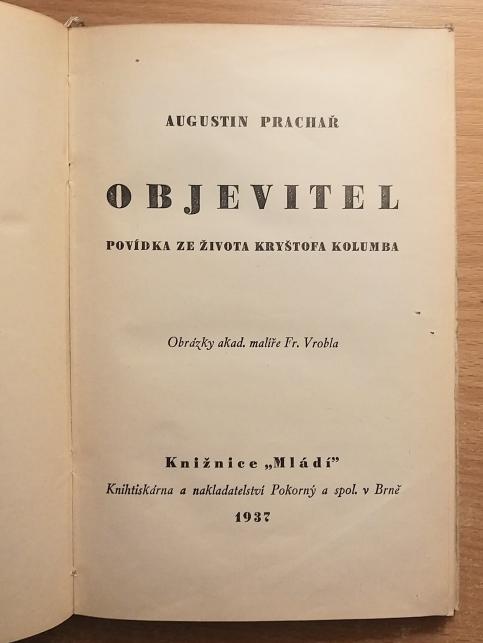 AUGUSTIN PRACHAŘ
OBJEVITEL
POVÍDKA ZE ŽIVOTA KRYŠTOFA KOLUMBA
Obrázky akad. malíře Fr. Vrobla
Knižnice „Mládí”
Knihtiskárna a nakladatelství Pokorný a spol. v Brně
1937